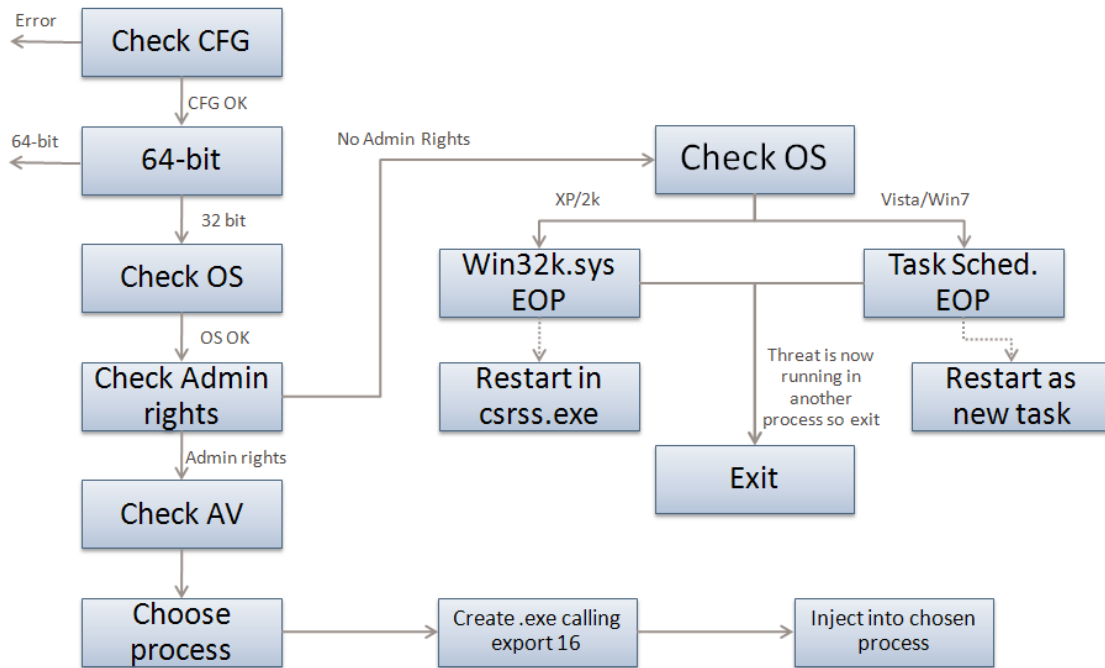 Error
Check CFG
CFG OK
64-bit
64-bit
No Admin Rights
Check OS
32 bit
XP/2k
Vista/Win7
Check OS
Win32k.sys
EOP
Task Sched.
EOP
OS OK
Check Admin
rights
Restart in
csrss.exe
Threat is now
running in
another
process so exit
Restart as
new task
Admin rights
Exit
Check AV
Choose
process
Create .exe calling
export 16
Inject into chosen
process